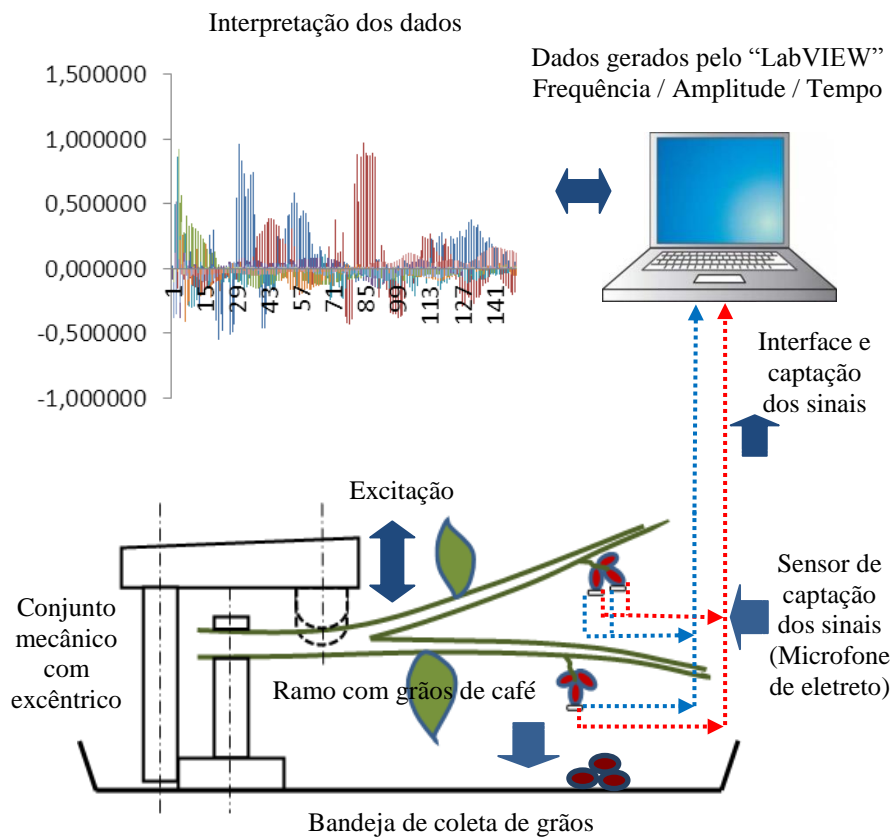 Interpretação dos dados
Dados gerados pelo “LabVIEW”
Frequência / Amplitude / Tempo
1,500000
1,000000
0,500000
0,000000
-0,500000
-1,000000
1
15
29
43
57
71
85
99
113
127
141
Interface e
captação
dos sinais
Excitação
Sensor de
captação
dos sinais
(Microfone
de eletreto)
Conjunto
mecânico
com
excêntrico
Ramo com grãos de café
Bandeja de coleta de grãos